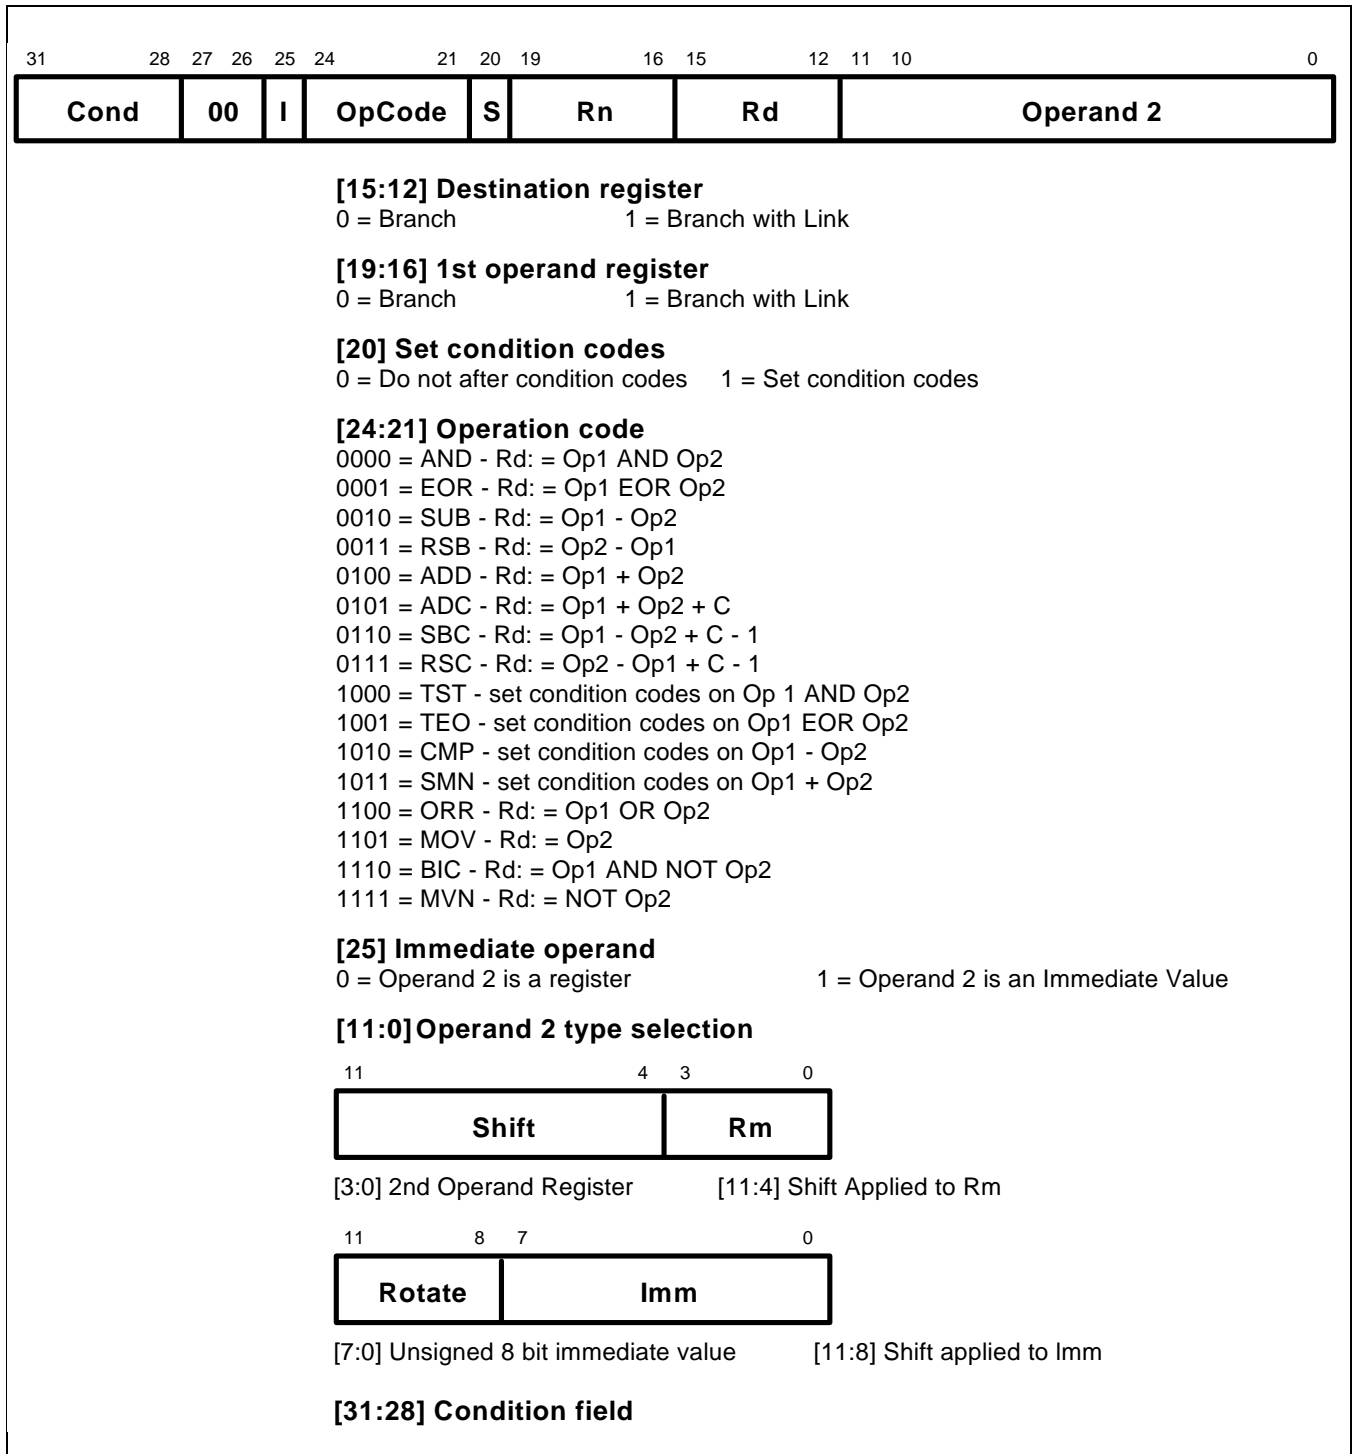 31 28 27 26 25 24 21 20 19 16 15 12 11 10 0
Cond 00 I OpCode S Rn Rd Operand 2
[15:12] Destination register
0 = Branch 1 = Branch with Link
[19:16] 1st operand register
0 = Branch 1 = Branch with Link
[20] Set condition codes
0 = Do not after condition codes 1 = Set condition codes
[24:21] Operation code
0000 = AND - Rd: = Op1 AND Op2
0001 = EOR - Rd: = Op1 EOR Op2
0010 = SUB - Rd: = Op1 - Op2
0011 = RSB - Rd: = Op2 - Op1
0100 = ADD - Rd: = Op1 + Op2
0101 = ADC - Rd: = Op1 + Op2 + C
0110 = SBC - Rd: = Op1 - Op2 + C - 1
0111 = RSC - Rd: = Op2 - Op1 + C - 1
1000 = TST - set condition codes on Op 1 AND Op2
1001 = TEO - set condition codes on Op1 EOR Op2
1010 = CMP - set condition codes on Op1 - Op2
1011 = SMN - set condition codes on Op1 + Op2
1100 = ORR - Rd: = Op1 OR Op2
1101 = MOV - Rd: = Op2
1110 = BIC - Rd: = Op1 AND NOT Op2
1111 = MVN - Rd: = NOT Op2
[25] Immediate operand
0 = Operand 2 is a register 1 = Operand 2 is an Immediate Value
[11:0] Operand 2 type selection
11 4 3 0
Shift Rm
[3:0] 2nd Operand Register [11:4] Shift Applied to Rm
11 8 7 0
Rotate Imm
[7:0] Unsigned 8 bit immediate value [11:8] Shift applied to Imm
[31:28] Condition field